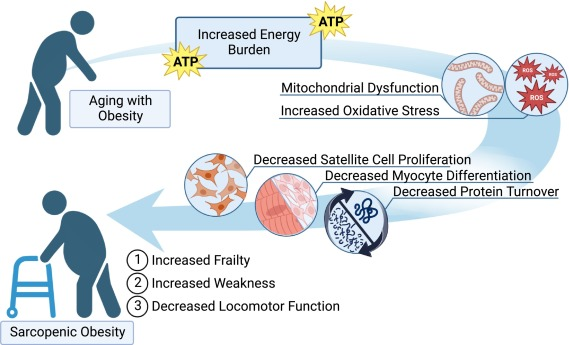 ATP
Increased Energy
Burden
ATP
Aging with
Obesity
ROS
ROS
ROS
Mitochondrial Dysfunction
Increased Oxidative Stress
Decreased Satellite Cell Proliferation
Decreased Myocyte Differentiation
Decreased Protein Turnover
1 Increased Frailty
2 Increased Weakness
3 Decreased Locomotor Function
Sarcopenic Obesity